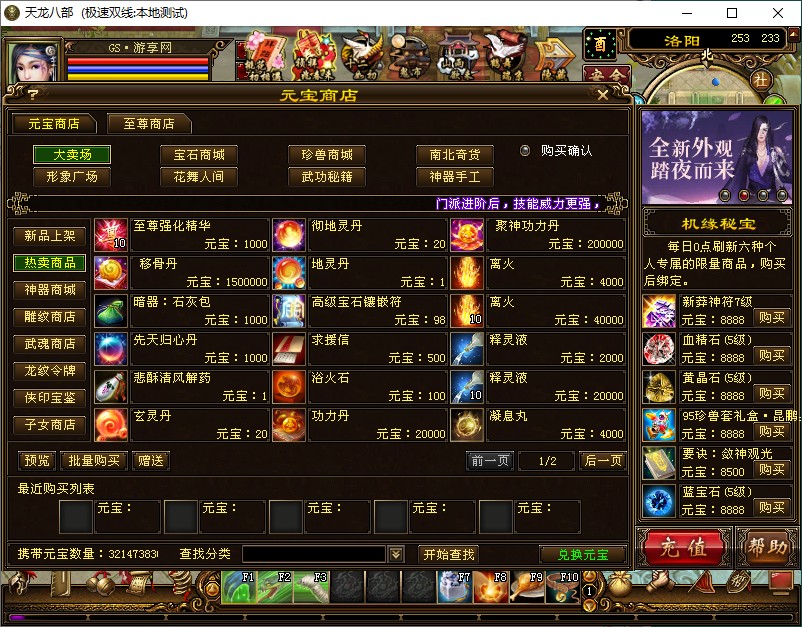 天龙八部 (极速双线:本地测试)
GS·游享网
酉
洛阳
253 233
北
社
安全
?
元宝商店
元宝商店
至尊商店
大卖场
宝石商城
珍兽商城
南北奇货
购买确认
形象广场
花舞人间
武功秘籍
神器手工
门派进阶后，技能威力更强，
新品上架
热卖商品
神器商城
雕纹商店
武魂商店
龙纹令牌
侠印宝鉴
子女商店
至尊强化精华
10
元宝：1000
彻地灵丹
元宝：20
聚神功力丹
元宝：200000
移骨丹
元宝：1500000
地灵丹
元宝：1
离火
元宝：4000
暗器：石灰包
元宝：1000
高级宝石镶嵌符
元宝：98
离火
10
元宝：40000
先天归心丹
元宝：1000
求援信
元宝：500
释灵液
元宝：2000
悲酥清风解药
元宝：1
浴火石
元宝：100
释灵液
10
元宝：20000
玄灵丹
元宝：20
功力丹
元宝：20000
凝息丸
元宝：4000
预览
批量购买
赠送
前一页
1/2
后一页
最近购买列表
元宝：
元宝：
元宝：
元宝：
元宝：
携带元宝数量：3214738
查找分类
开始查找
兑换元宝
全新外观
踏夜而来
机缘秘宝
每日0点刷新六种个
人专属的限量商品，购买
后绑定。
新莽神符7级
元宝：8888
购买
血精石(5级)
元宝：8888
购买
黄晶石(5级)
元宝：8888
购买
95珍兽套礼盒·昆鹏
元宝：8888
购买
要诀：敛神观光
元宝：8500
购买
蓝宝石(5级)
元宝：8888
购买
充值
帮助
F1
F2
F3
F7
F8
F9
F10
1